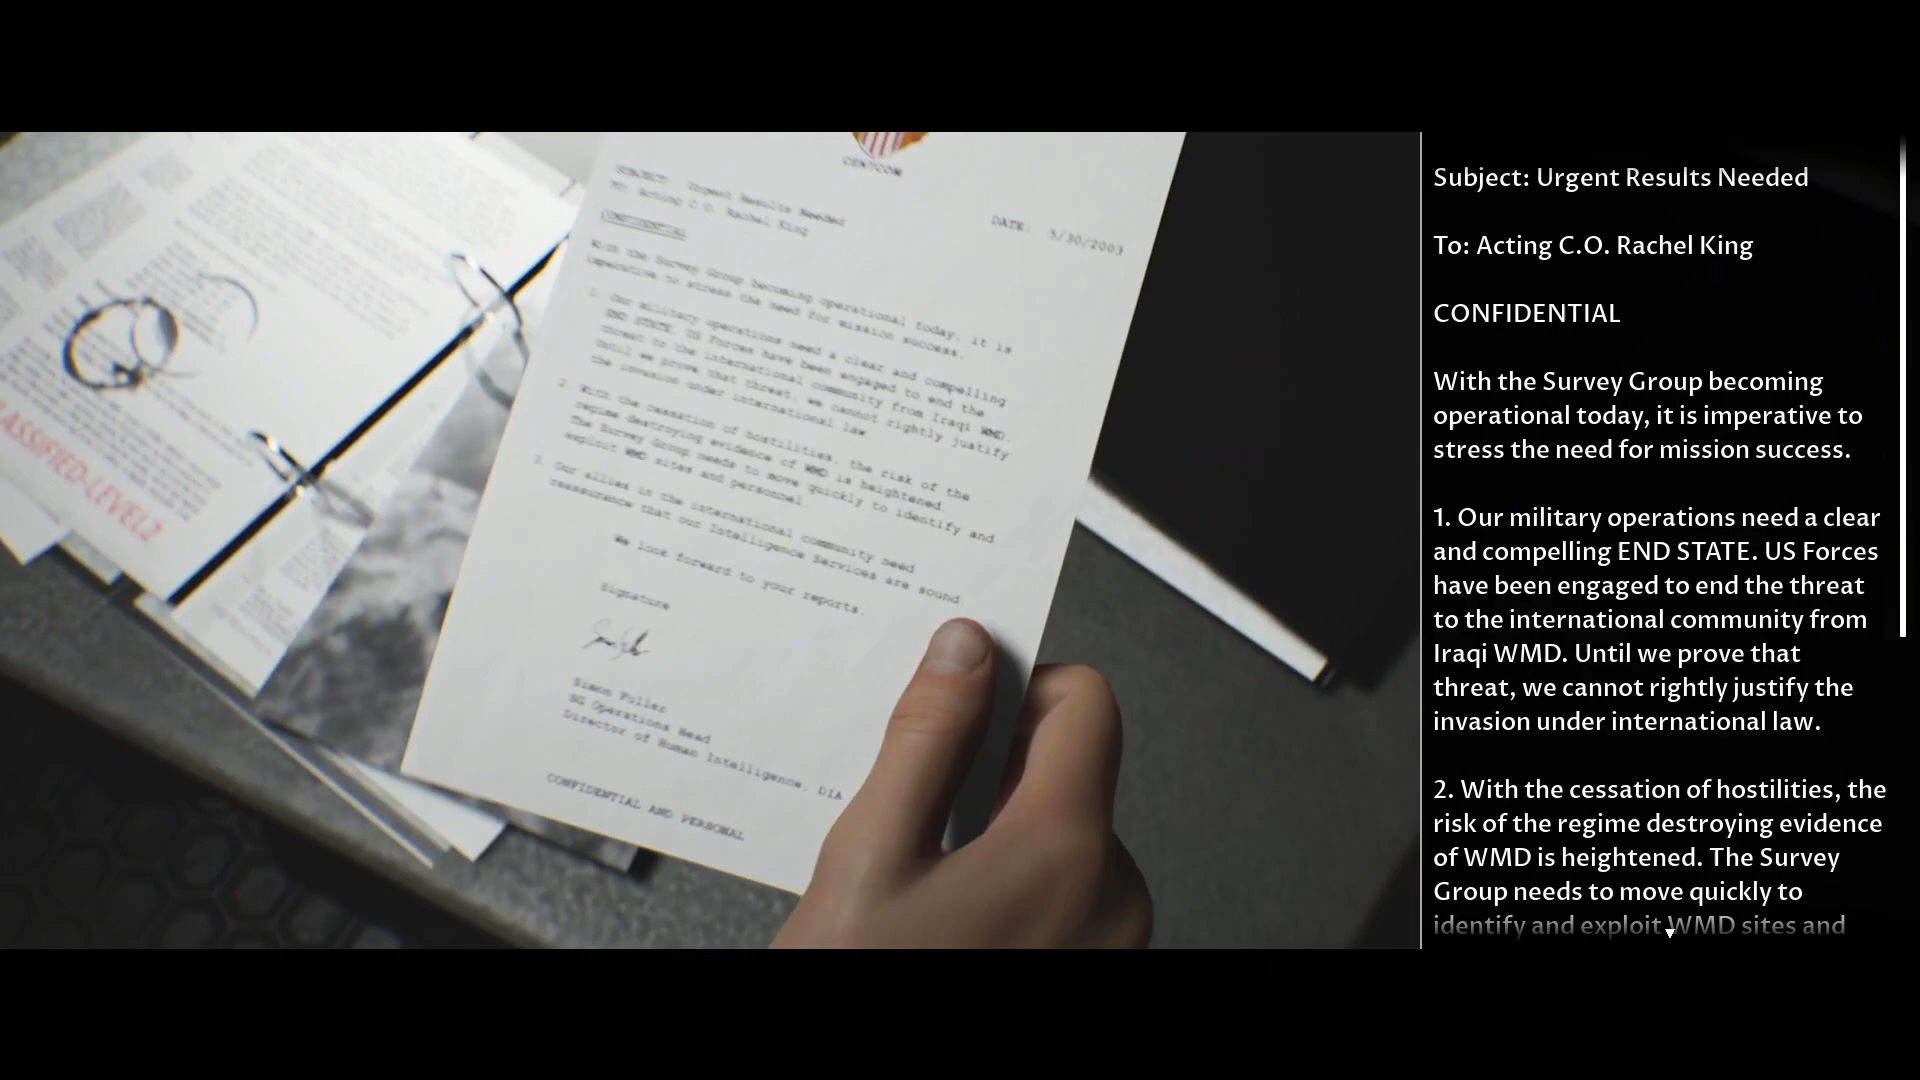 CENTCOM
SUBJECT: Urgent Results Needed
TO: Acting C.O. Rachel King
DATE: 5/30/2003
CONFIDENTIAL
With the Survey Group becoming operational today, it is
imperative to stress the need for mission success.
1. Our military operations need a clear and compelling
END STATE. US Forces have been engaged to end the
threat to the international community from Iraqi WMD.
Until we prove that threat, we cannot rightly justify
the invasion under international law.
2. With the cessation of hostilities, the risk of the
regime destroying evidence of WMD is heightened.
The Survey Group needs to move quickly to identify and
exploit WMD sites and personnel.
3. Our allies in the international community need
reassurance that our Intelligence Services are sound.
We look forward to your reports.
Signature
Simon Fuller
SG Operations Head
Director of Human Intelligence, DIA
CONFIDENTIAL AND PERSONAL
ASSIFIED-LEVEL2
Subject: Urgent Results Needed
To: Acting C.O. Rachel King
CONFIDENTIAL
With the Survey Group becoming
operational today, it is imperative to
stress the need for mission success.
1. Our military operations need a clear
and compelling END STATE. US Forces
have been engaged to end the threat
to the international community from
Iraqi WMD. Until we prove that
threat, we cannot rightly justify the
invasion under international law.
2. With the cessation of hostilities, the
risk of the regime destroying evidence
of WMD is heightened. The Survey
Group needs to move quickly to
identify and exploit WMD sites and